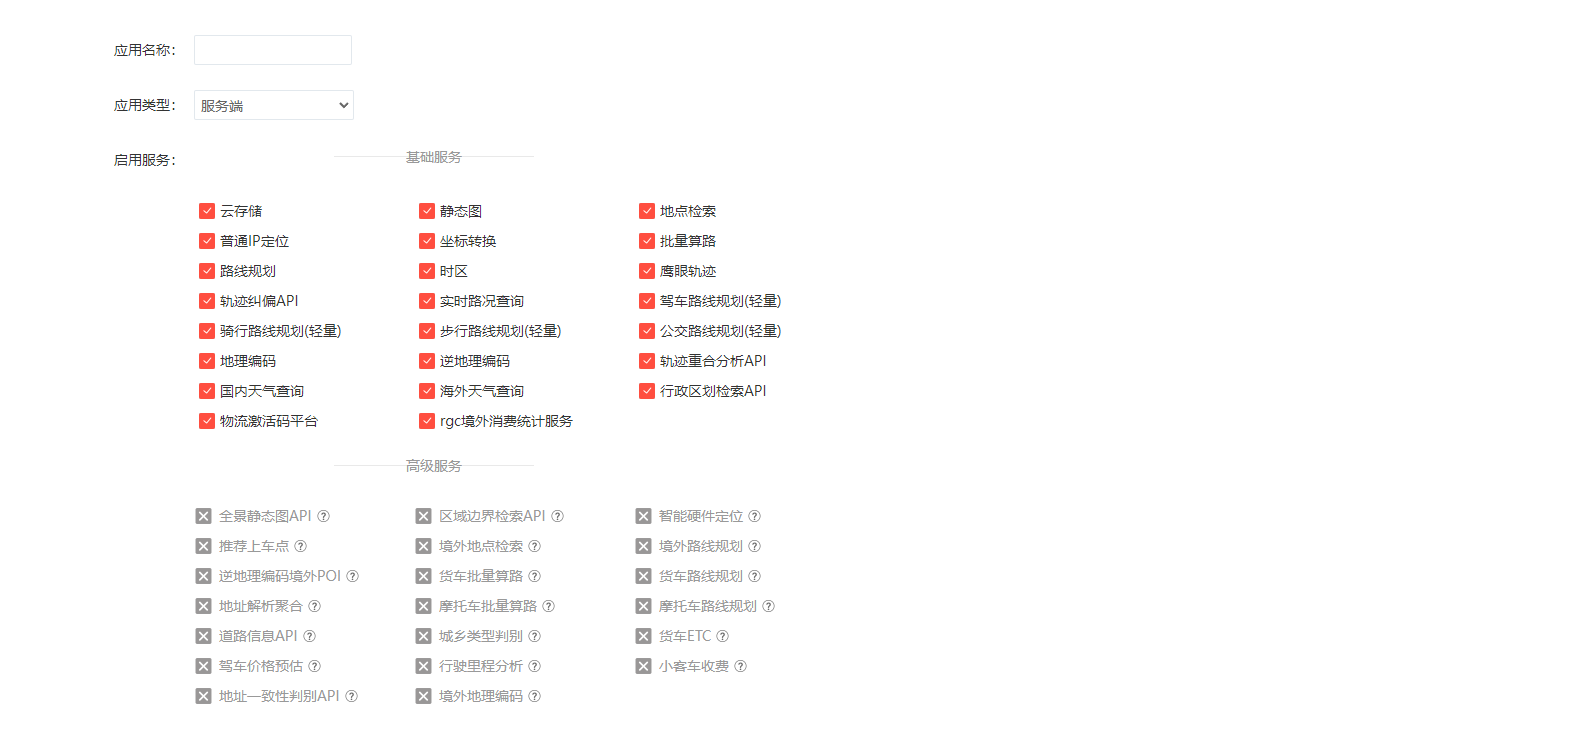 应用名称：
应用类型： 服务端
启用服务： 基础服务
云存储 静态图 地点检索
普通IP定位 坐标转换 批量算路
路线规划 时区 鹰眼轨迹
轨迹纠偏API 实时路况查询 驾车路线规划(轻量)
骑行路线规划(轻量) 步行路线规划(轻量) 公交路线规划(轻量)
地理编码 逆地理编码 轨迹重合分析API
国内天气查询 海外天气查询 行政区划检索API
物流激活码平台 rgc境外消费统计服务
高级服务
全景静态图API 区域边界检索API 智能硬件定位
推荐上车点 境外地点检索 境外路线规划
逆地理编码境外POI 货车批量算路 货车路线规划
地址解析聚合 摩托车批量算路 摩托车路线规划
道路信息API 城乡类型判别 货车ETC
驾车价格预估 行驶里程分析 小客车收费
地址一致性判别API 境外地理编码